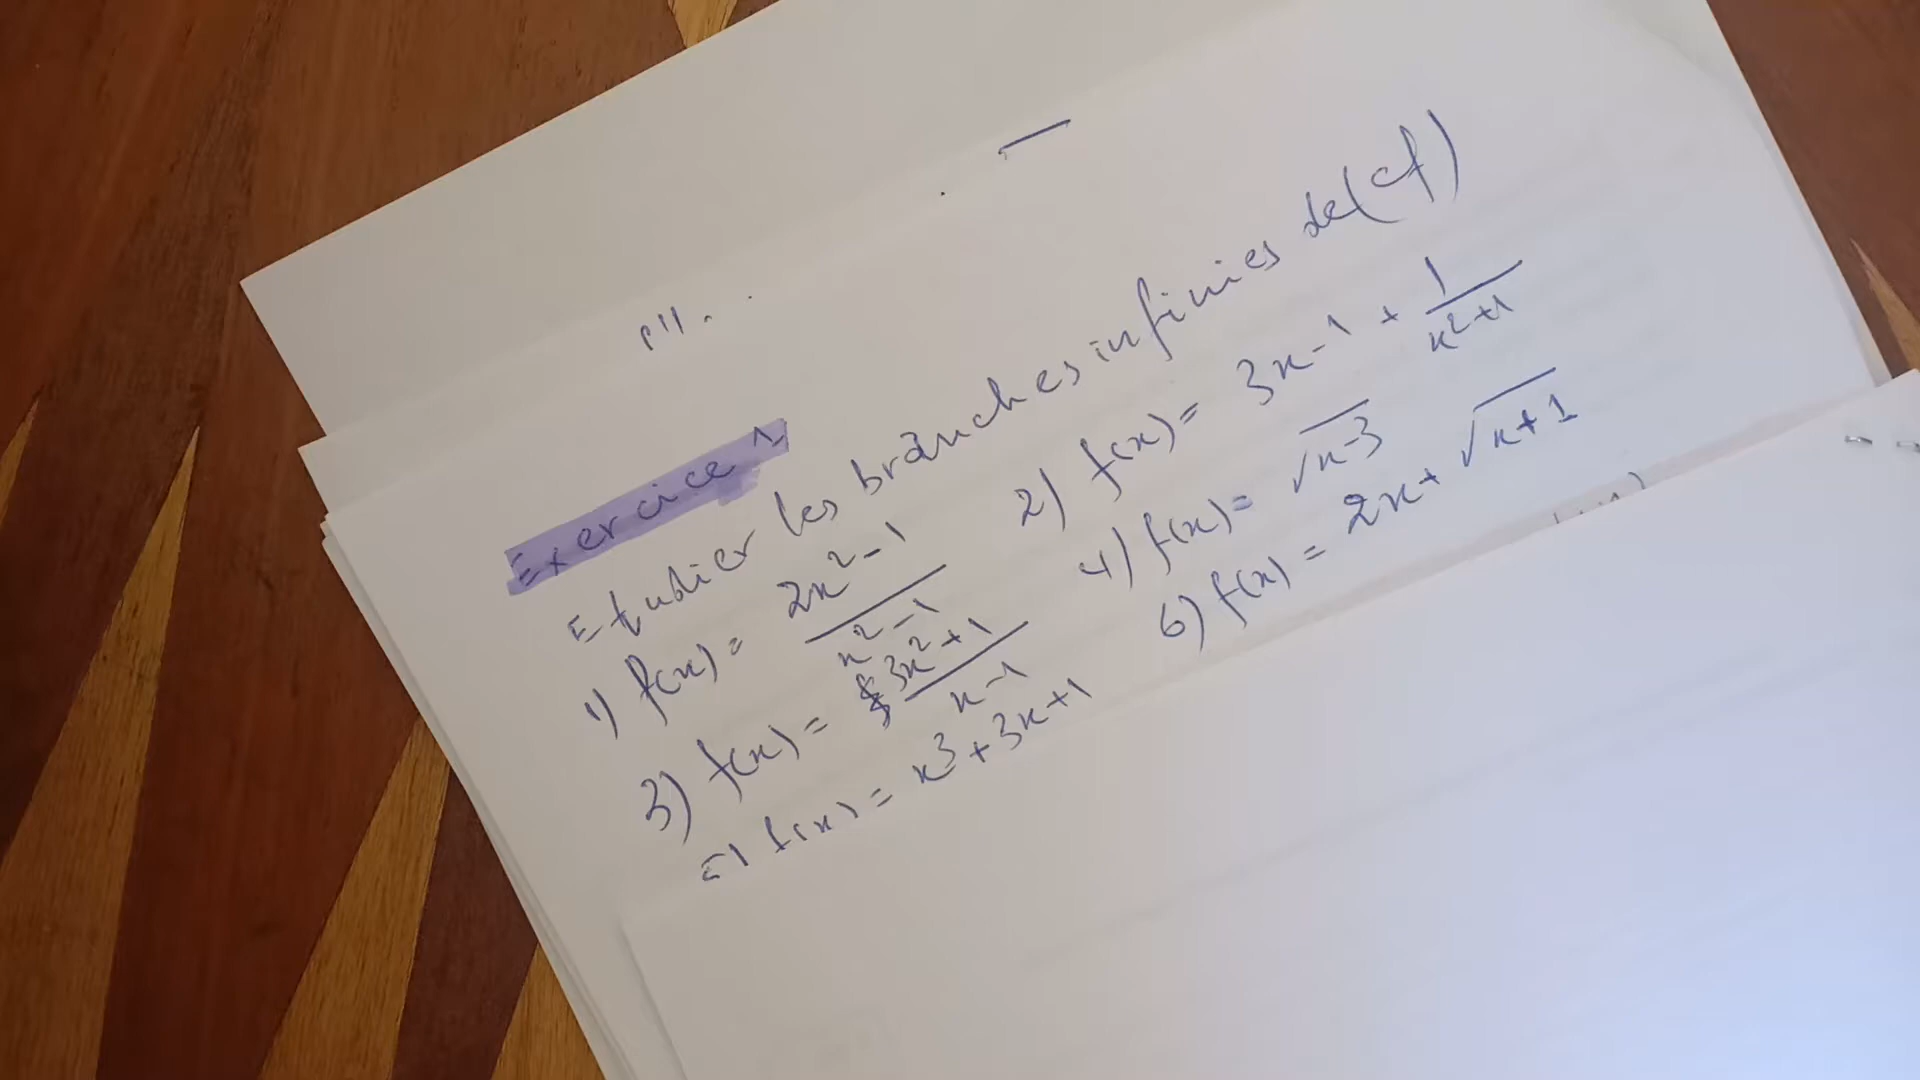 Exercice 1
Etudier les branches infinies de (Cf)
1) f(x) = (2x²-1)/(x²-1) 2) f(x) = 3x-1 + 1/(x²+1)
3) f(x) = (3x²+1)/(x-1) 4) f(x) = √(x-3)
5) f(x) = x³+3x+1 6) f(x) = 2x+√(x+1)